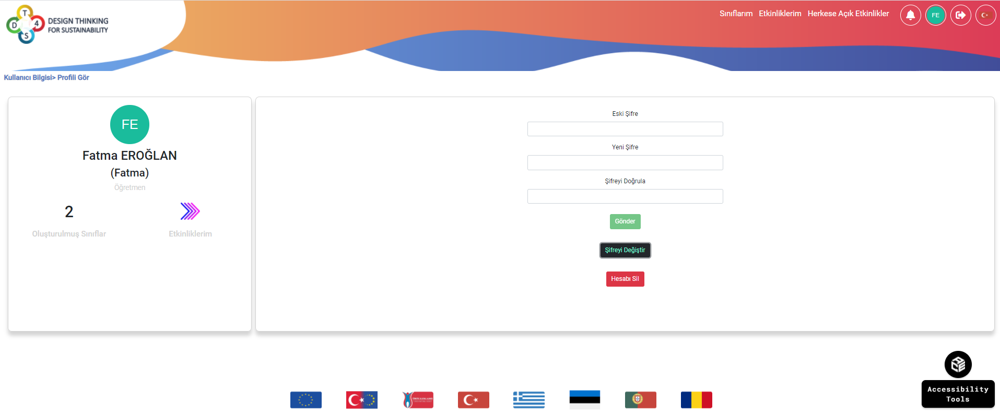 T
D
4
S
DESIGN THINKING
FOR SUSTAINABILITY
Sınıflarım Etkinliklerim Herkese Açık Etkinlikler
FE
Kullanıcı Bilgisi> Profili Gör
FE
Fatma EROĞLAN
(Fatma)
Öğretmen
2
Oluşturulmuş Sınıflar
Etkinliklerim
Eski Şifre
Yeni Şifre
Şifreyi Doğrula
Gönder
Şifreyi Değiştir
Hesabı Sil
Accessibility
Tools